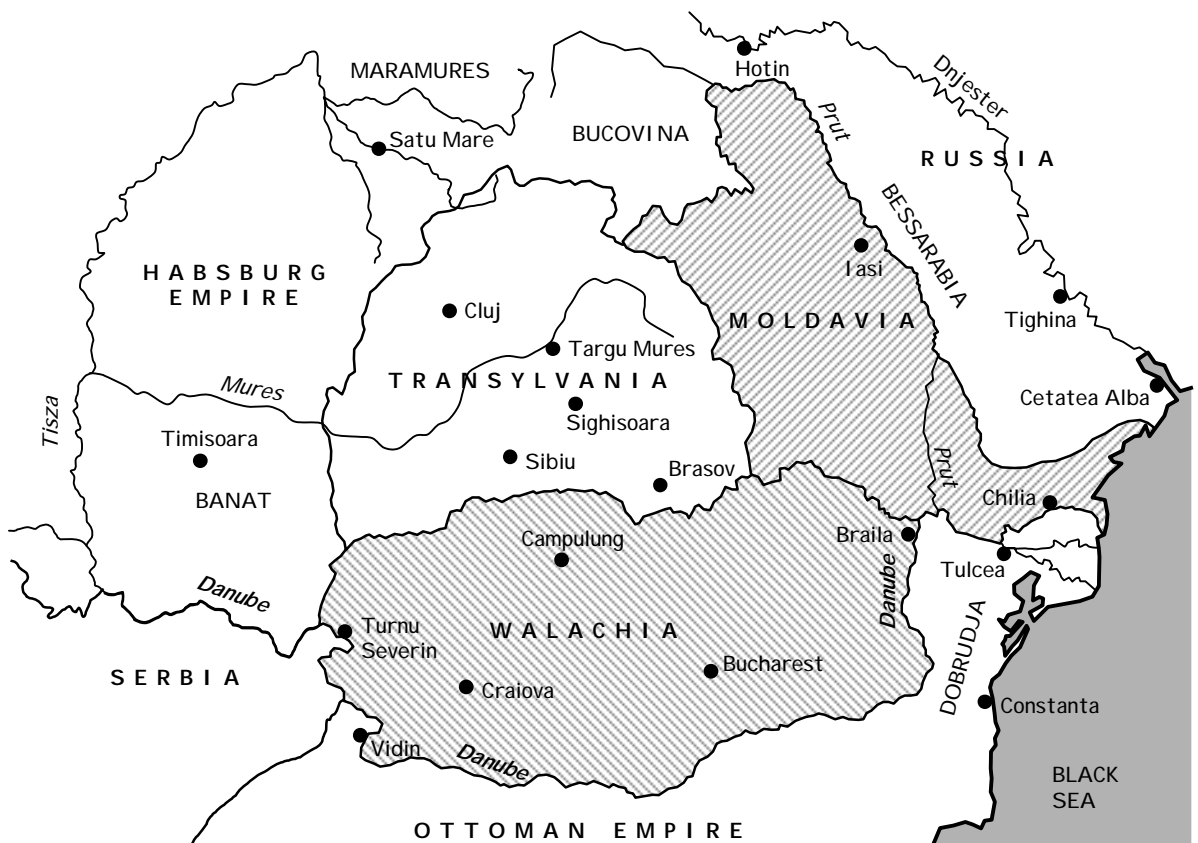 Hotin
Dnjester
MARAMURES
Prut
BUCOVINA
Satu Mare
RUSSIA
BESSARABIA
HABSBURG
EMPIRE
Iasi
Cluj
MOLDAVIA
Tighina
Targu Mures
TRANSYLVANIA
Mures
Tisza
Cetatea Alba
Sighisoara
Timisoara
Sibiu
Brasov
Prut
BANAT
Chilia
Campulung
Braila
Tulcea
Danube
Danube
Turnu
Severin
WALACHIA
DOBRUDJA
SERBIA
Bucharest
Craiova
Constanta
Vidin
Danube
BLACK
SEA
OTTOMAN EMPIRE